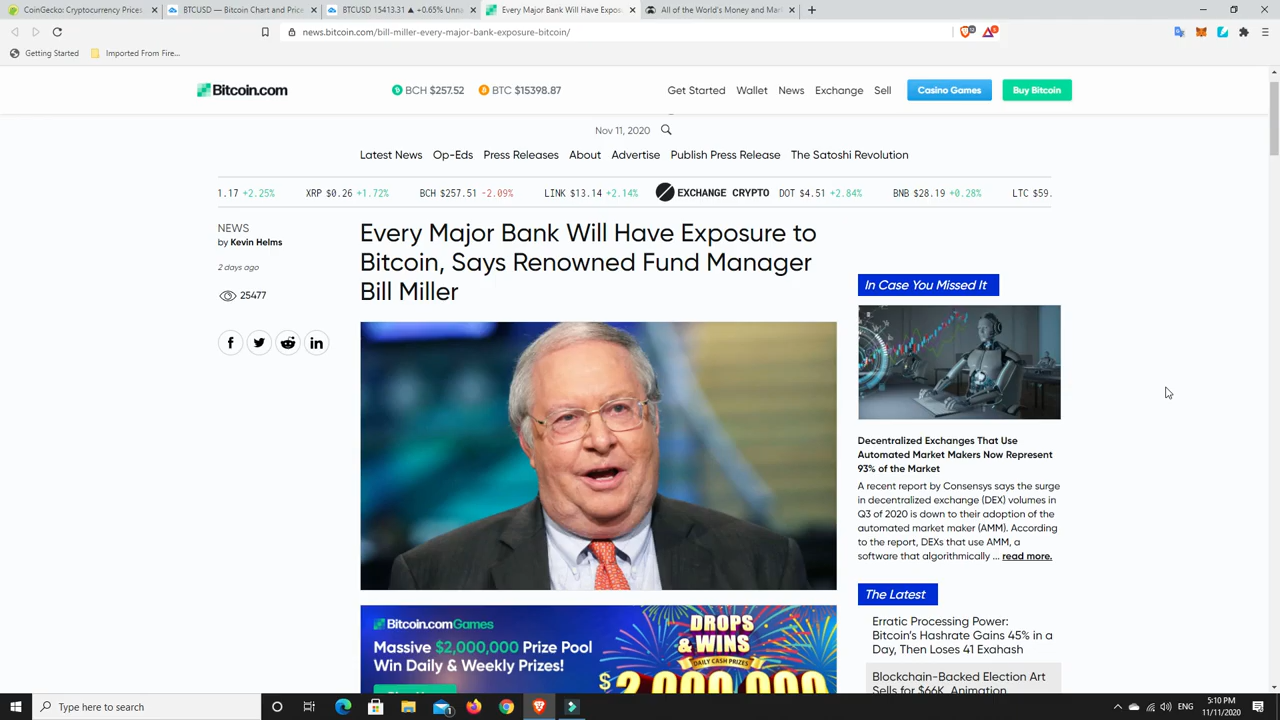 CoinGecko: Cryptocurrency Prices
BTCUSD — Bitcoin Chart and Price
BTCUSD 15413.31 ▲ +0.65% Unna
Every Major Bank Will Have Expos
All of the World's Money and Mar
news.bitcoin.com/bill-miller-every-major-bank-exposure-bitcoin/
Getting Started
Imported From Fire...
Bitcoin.com
BCH $257.52
BTC $15398.87
Get Started
Wallet
News
Exchange
Sell
Casino Games
Buy Bitcoin
Nov 11, 2020
Latest News
Op-Eds
Press Releases
About
Advertise
Publish Press Release
The Satoshi Revolution
1.17 +2.25%
XRP $0.26 +1.72%
BCH $257.51 -2.09%
LINK $13.14 +2.14%
EXCHANGE CRYPTO
DOT $4.51 +2.84%
BNB $28.19 +0.28%
LTC $59.
NEWS
by Kevin Helms
2 days ago
25477
Every Major Bank Will Have Exposure to
Bitcoin, Says Renowned Fund Manager
Bill Miller
In Case You Missed It
Decentralized Exchanges That Use
Automated Market Makers Now Represent
93% of the Market
A recent report by Consensys says the surge
in decentralized exchange (DEX) volumes in
Q3 of 2020 is down to their adoption of the
automated market maker (AMM). According
to the report, DEXs that use AMM, a
software that algorithmically ... read more.
The Latest
Erratic Processing Power:
Bitcoin's Hashrate Gains 45% in a
Day, Then Loses 41 Exahash
Blockchain-Backed Election Art
Sells for $66K, Animation
Bitcoin.com Games
Massive $2,000,000 Prize Pool
Win Daily & Weekly Prizes!
DROPS
& WINS
DAILY CASH PRIZES
$2,000,000
Type here to search
ENG
5:10 PM
11/11/2020